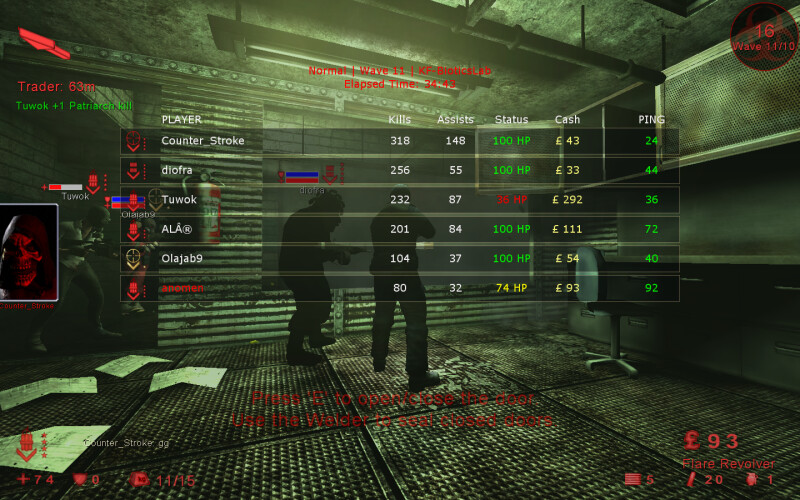 16
Wave 11/10
Normal | Wave 11 | KF-BioticsLab
Elapsed Time: 34:43
Trader: 63m
Tuwok +1 Patriarch kill
PLAYER Kills Assists Status Cash PING
Counter_Stroke 318 148 100 HP £ 43 24
diofra 256 55 100 HP £ 33 44
Tuwok 232 87 36 HP £ 292 36
ALÂ® 201 84 100 HP £ 111 72
Olajab9 104 37 100 HP £ 54 40
80 32 74 HP £ 93 92
diofra
Tuwok
Olajab9
Counter_Stroke
Press 'E' to open/close the door.
Use the Welder to seal closed doors.
Counter_Stroke: gg
£ 93
Flare Revolver
74 0 11/15 5 20 1